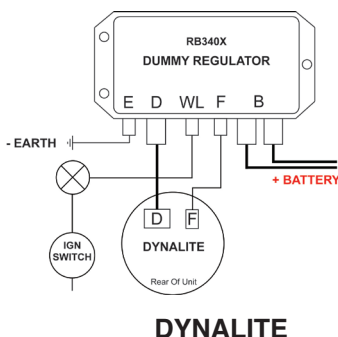 RB340X
DUMMY REGULATOR
E D WL F B
- EARTH
+ BATTERY
D F
IGN
SWITCH
DYNALITE
Rear Of Unit
DYNALITE